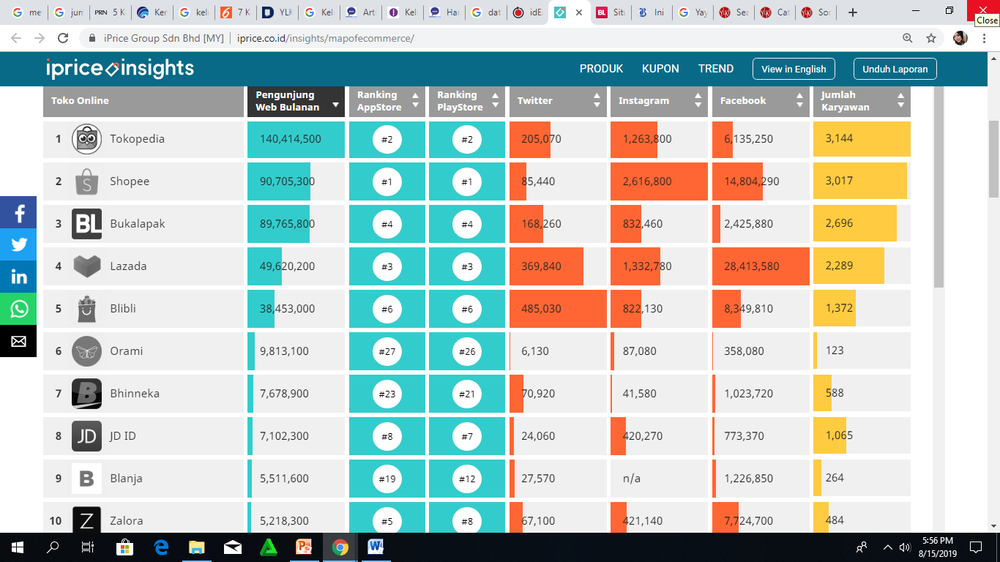 me
jun
PRN 5 K
Ker
kel
7 K
YLK
Kel
Art
Kel
Har
dat
idE
Sit
Ini
Yay
Sea
Cat
Sor
Close
iPrice Group Sdn Bhd [MY] | iprice.co.id/insights/mapofecommerce/
iprice insights
PRODUK KUPON TREND View in English Unduh Laporan
Toko Online Pengunjung Web Bulanan Ranking AppStore Ranking PlayStore Twitter Instagram Facebook Jumlah Karyawan
1 Tokopedia 140,414,500 #2 #2 205,070 1,263,800 6,135,250 3,144
2 S Shopee 90,705,300 #1 #1 85,440 2,616,800 14,804,290 3,017
3 BL Bukalapak 89,765,800 #4 #4 168,260 832,460 2,425,880 2,696
4 Lazada 49,620,200 #3 #3 369,840 1,332,780 28,413,580 2,289
5 Blibli 38,453,000 #6 #6 485,030 822,130 8,349,810 1,372
6 Orami 9,813,100 #27 #26 6,130 87,080 358,080 123
7 B Bhinneka 7,678,900 #23 #21 70,920 41,580 1,023,720 588
8 JD JD ID 7,102,300 #8 #7 24,060 420,270 773,370 1,065
9 B Blanja 5,511,600 #19 #12 27,570 n/a 1,226,850 264
10 Z Zalora 5,218,300 #5 #8 67,100 421,140 7,724,700 484
5:56 PM
8/15/2019